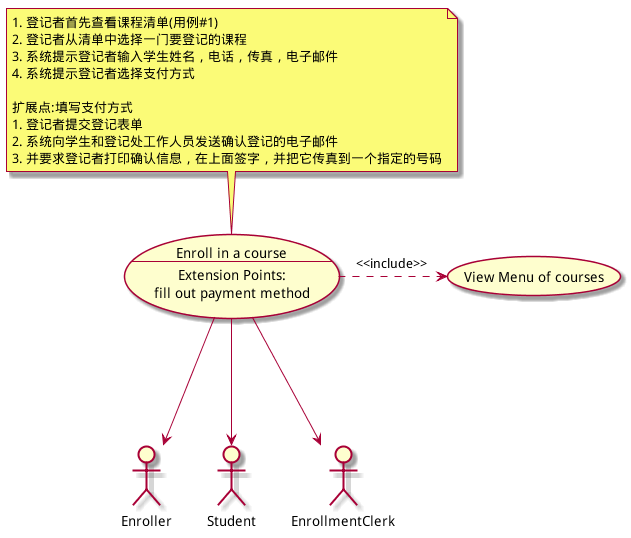 1. 登记者首先查看课程清单(用例#1)
2. 登记者从清单中选择一门要登记的课程
3. 系统提示登记者输入学生姓名，电话，传真，电子邮件
4. 系统提示登记者选择支付方式
扩展点:填写支付方式
1. 登记者提交登记表单
2. 系统向学生和登记处工作人员发送确认登记的电子邮件
3. 并要求登记者打印确认信息，在上面签字，并把它传真到一个指定的号码
Enroll in a course
Extension Points:
fill out payment method
<<include>>
View Menu of courses
Enroller
Student
EnrollmentClerk